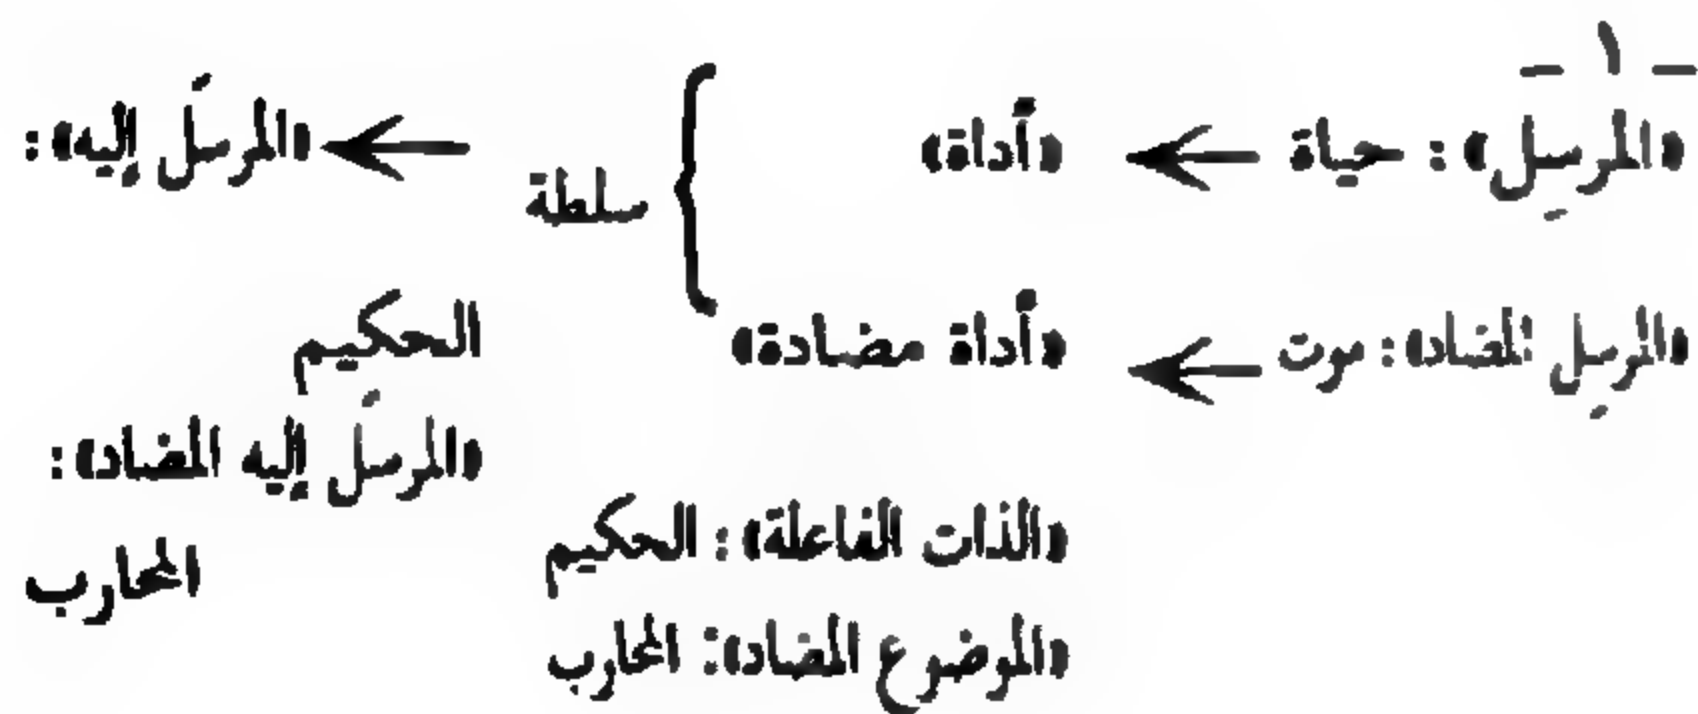 – ١ –
«المرسِل»: حياة ← «أداة» } سلطة ← «المرسَل إليه»:
الحكيم
«المرسِل المضاد»: موت ← «أداة مضادة»
«المرسَل إليه المضاد»:
المحارب
«الذات الفاعلة»: الحكيم
«الموضوع المضاد»: المحارب